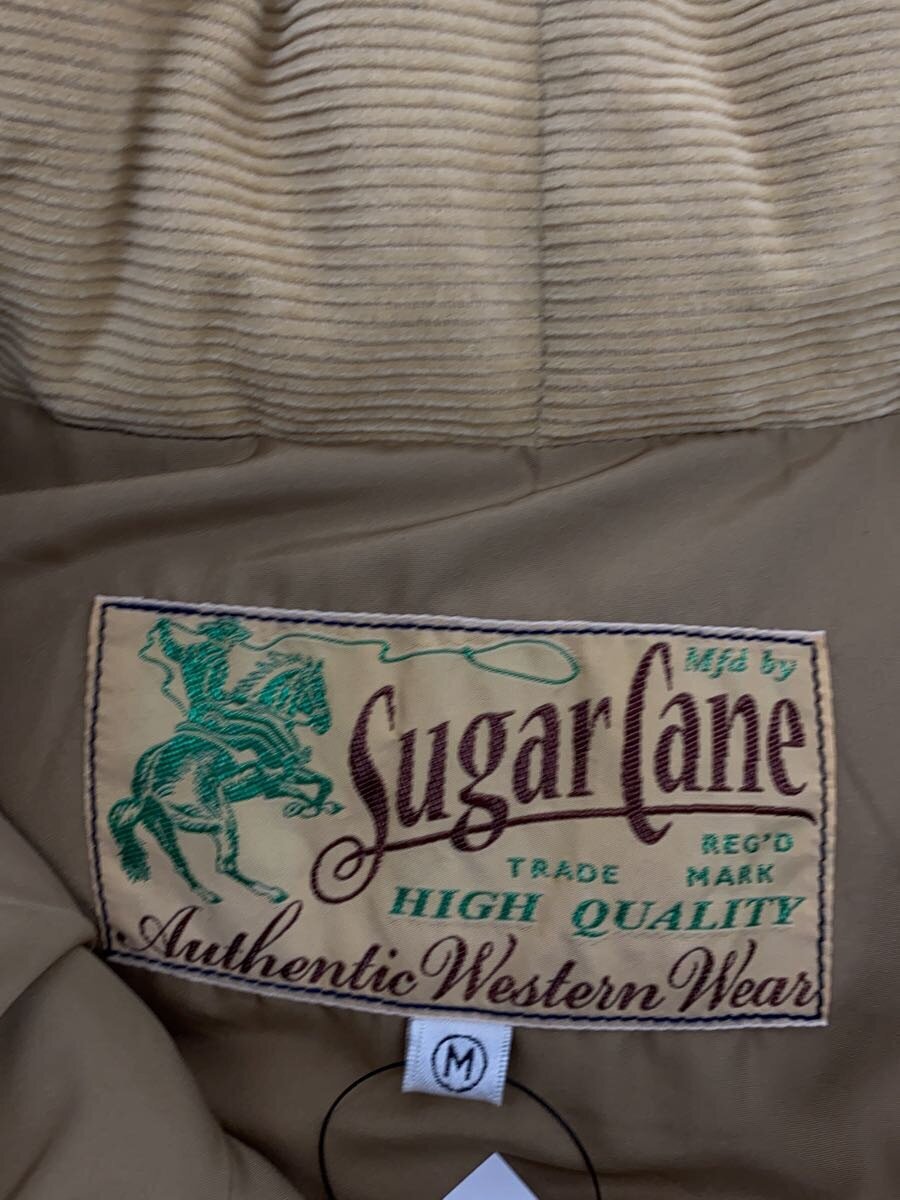 Mfd by
Sugar Cane
REG'D
TRADE MARK
HIGH QUALITY
Authentic Western Wear
M